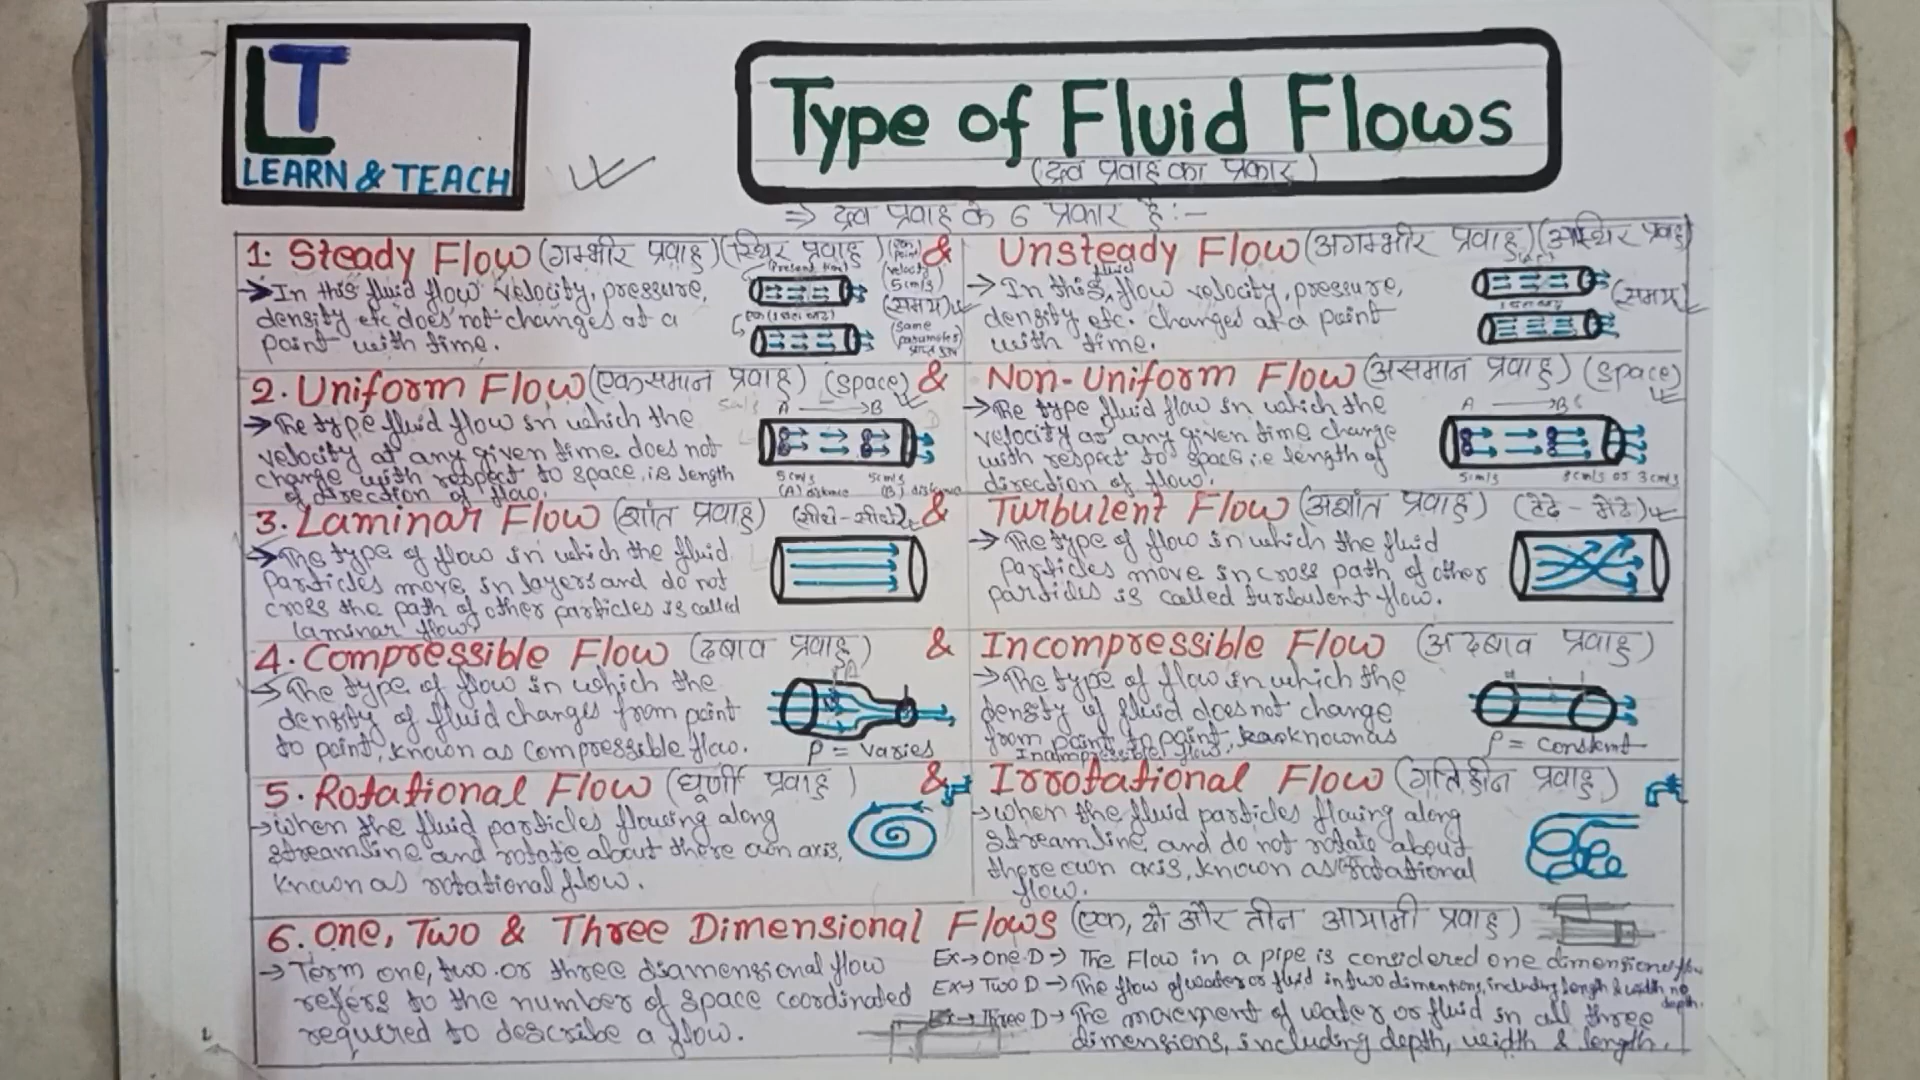 LT
LEARN & TEACH
Type of Fluid Flows
(द्रव प्रवाह का प्रकार)
⇒ द्रव प्रवाह के 6 प्रकार है:-
1. Steady Flow (गम्भीर प्रवाह) (स्थिर प्रवाह) &
→ In this fluid flow velocity, pressure,
density etc does not changes at a
point with time.
(Present time)
(velocity
5cm/s)
(समय)
(same
Unsteady Flow (अगम्भीर प्रवाह) (अस्थिर प्रवाह)
→ In this fluid flow velocity, pressure,
density etc. changed at a point
with time.
(समय)
2. Uniform Flow (एकसमान प्रवाह) (space) &
→ The type fluid flow in which the
velocity at any given time does not
change with respect to space, i.e length
of direction of flow.
A → B
5cm/s 5cm/s
(A) distance (B) distance
Non-Uniform Flow (असमान प्रवाह) (space)
→ The type fluid flow in which the
velocity at any given time change
with respect to space, i.e length of
direction of flow.
A → B
5cm/s 8cm/s or 3cm/s
3. Laminar Flow (शांत प्रवाह) (सीधे-सीधे) &
→ The type of flow in which the fluid
particles move in layers and do not
cross the path of other particles is called
laminar flow.
Turbulent Flow (अशांत प्रवाह) (टेढे-मेढे)
→ The type of flow in which the fluid
particles move in cross path of other
particles is called turbulent flow.
4. Compressible Flow (दबाव प्रवाह) &
→ The type of flow in which the
density of fluid changes from point
to point, known as compressible flow.
ρ = varies
Incompressible Flow (अदबाव प्रवाह)
→ The type of flow in which the
density of fluid does not change
from point to point, known as
Incompressible flow.
ρ = constant
5. Rotational Flow (घूर्णी प्रवाह) &
→ When the fluid particles flowing along
streamline and rotate about there own axis,
known as rotational flow.
Irrotational Flow (गतिहीन प्रवाह)
→ when the fluid particles flowing along
streamline and do not rotate about
there own axis, known as Irrotational
flow.
6. One, Two & Three Dimensional Flows (एक, दो और तीन आयामी प्रवाह)
→ Term one, two or three diamensional flow
refers to the number of space coordinated
required to describe a flow.
Ex → One D ⇒ The Flow in a pipe is considered one dimensional flow
Ex → Two D → The flow of water or fluid in two dimentions, including length & width no
depth.
Ex → Three D → The movement of water or fluid in all three
dimensions, including depth, width & length.